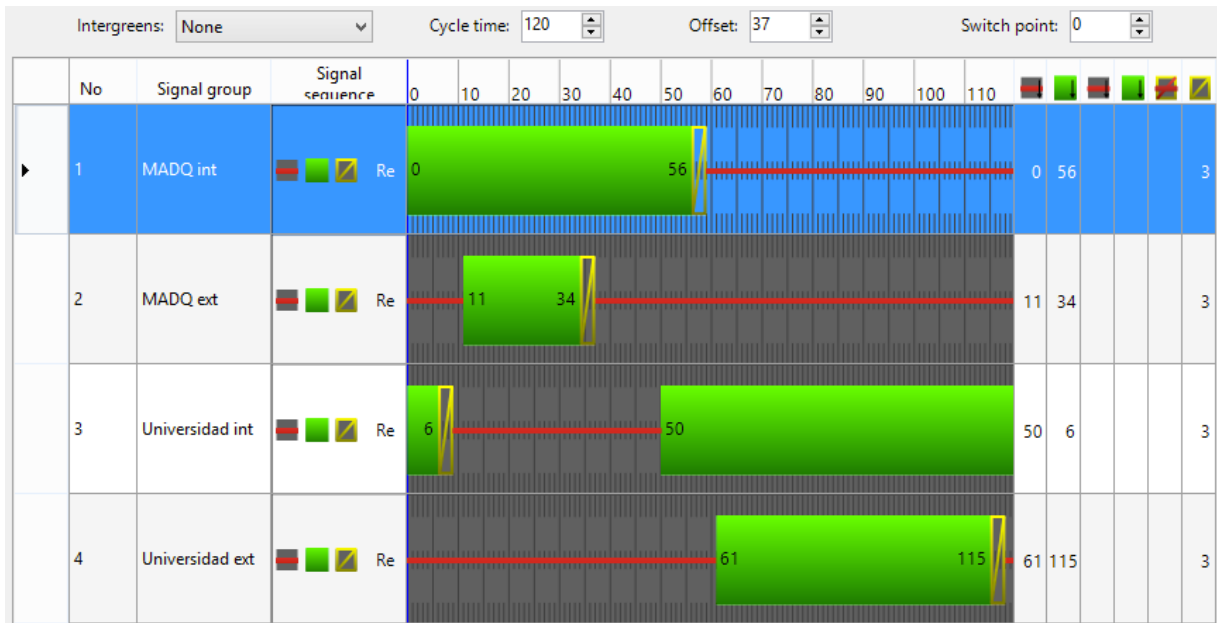 Intergreens: None Cycle time: 120 Offset: 37 Switch point: 0
No Signal group Signal sequence 0 10 20 30 40 50 60 70 80 90 100 110
1 MADQ int Re 0 56 0 56 3
2 MADQ ext Re 11 34 11 34 3
3 Universidad int Re 6 50 50 6 3
4 Universidad ext Re 61 115 61 115 3